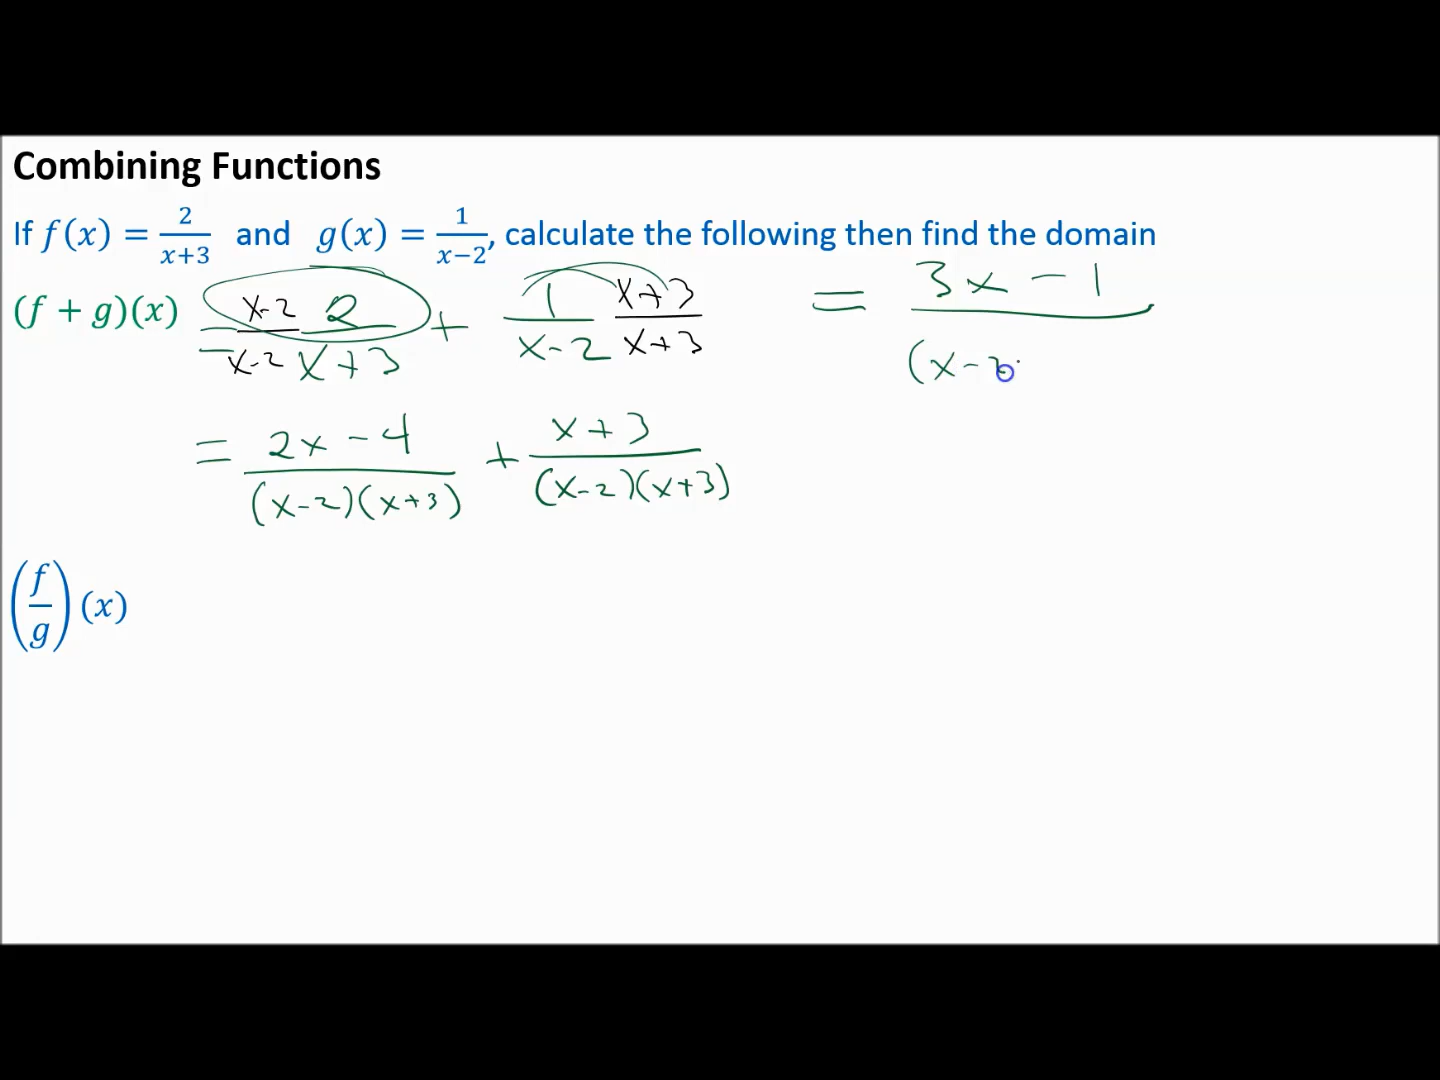 Combining Functions
If f(x) = 2/(x+3) and g(x) = 1/(x−2), calculate the following then find the domain
(f + g)(x) = (x-2)/(x-2) 2/(x+3) + 1/(x-2) (x+3)/(x+3) = (3x - 1)/(x-2
= (2x - 4)/((x-2)(x+3)) + (x+3)/((x-2)(x+3))
(f/g)(x)